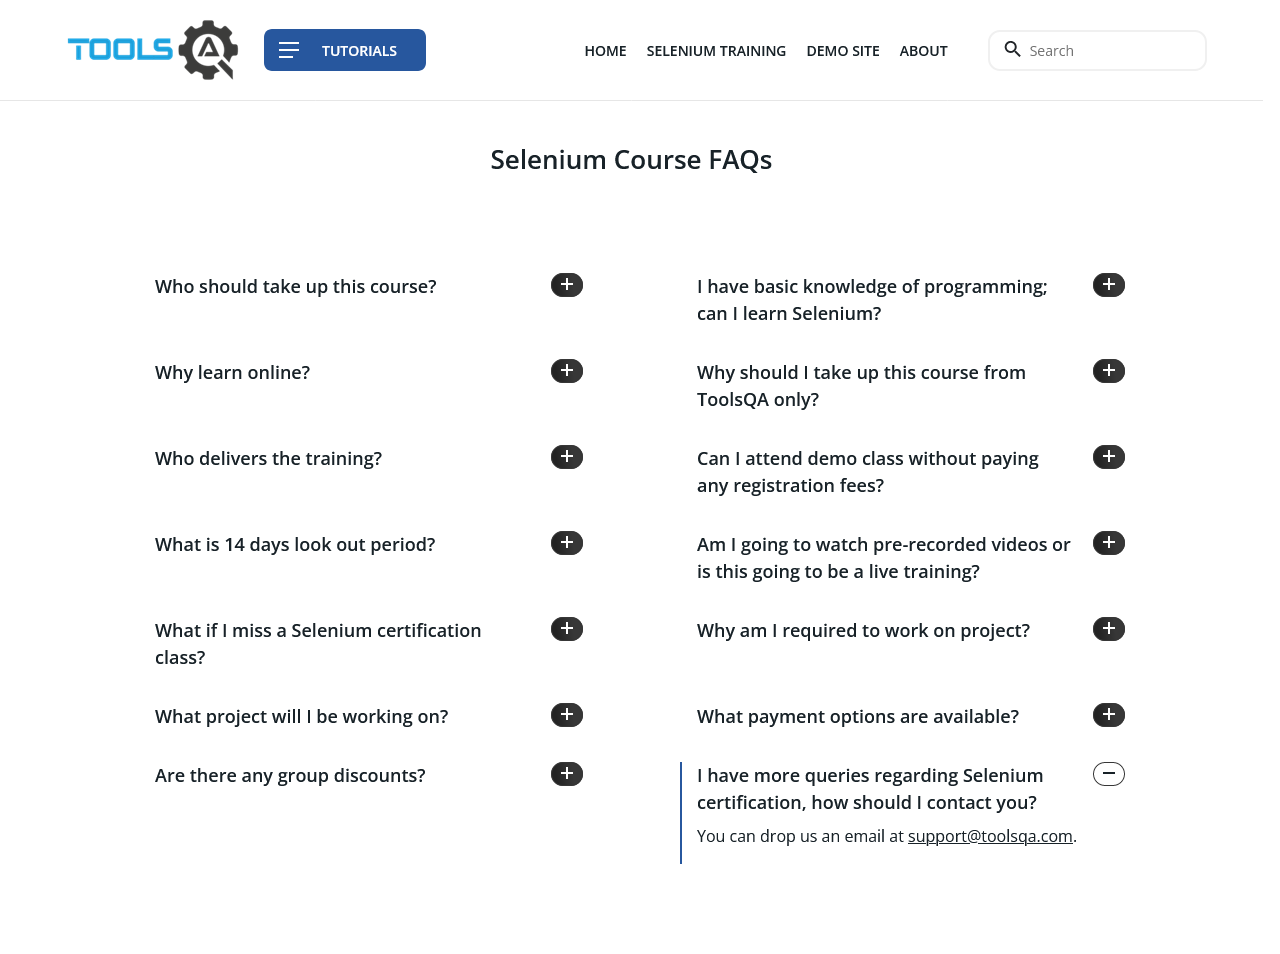 TOOLS QA
TUTORIALS
HOME SELENIUM TRAINING DEMO SITE ABOUT
Search
Selenium Course FAQs
Who should take up this course?
I have basic knowledge of programming;
can I learn Selenium?
Why learn online?
Why should I take up this course from
ToolsQA only?
Who delivers the training?
Can I attend demo class without paying
any registration fees?
What is 14 days look out period?
Am I going to watch pre-recorded videos or
is this going to be a live training?
What if I miss a Selenium certification
class?
Why am I required to work on project?
What project will I be working on?
What payment options are available?
Are there any group discounts?
I have more queries regarding Selenium
certification, how should I contact you?
You can drop us an email at support@toolsqa.com.